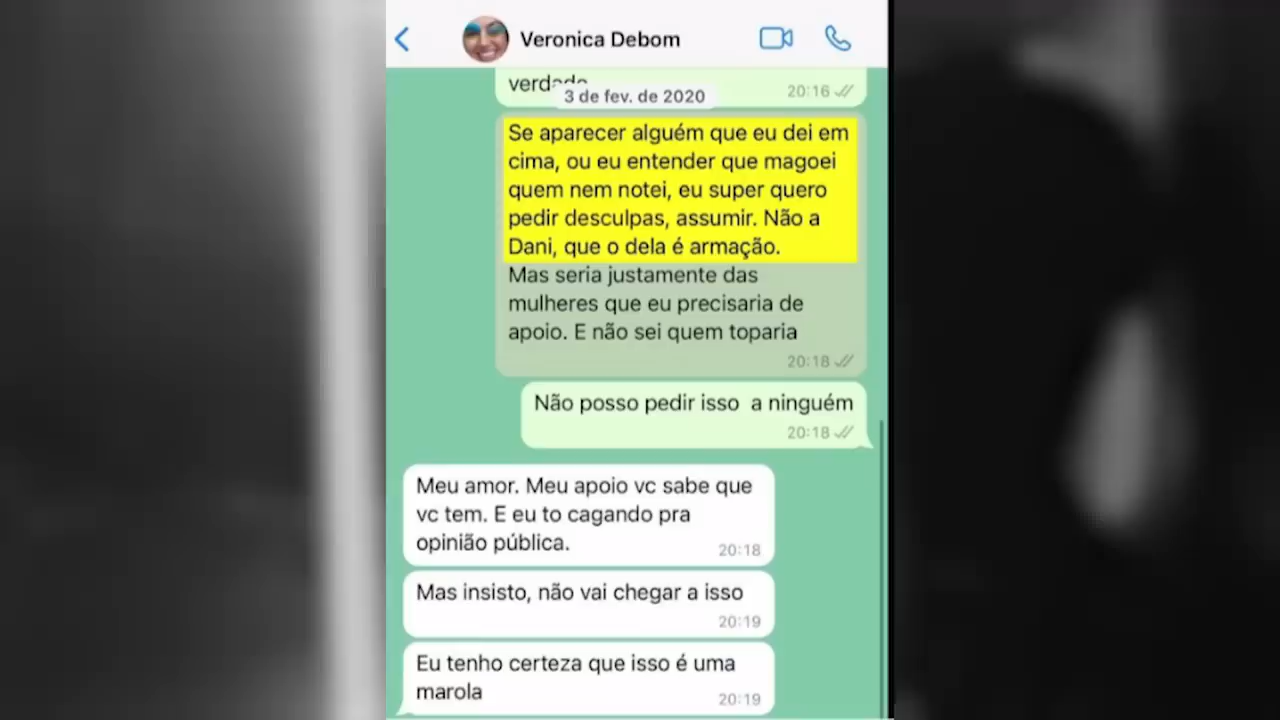 Veronica Debom
20:16
3 de fev. de 2020
Se aparecer alguém que eu dei em
cima, ou eu entender que magoei
quem nem notei, eu super quero
pedir desculpas, assumir. Não a
Dani, que o dela é armação.
Mas seria justamente das
mulheres que eu precisaria de
apoio. E não sei quem toparia
20:18
Não posso pedir isso a ninguém
20:18
Meu amor. Meu apoio vc sabe que
vc tem. E eu to cagando pra
opinião pública.
20:18
Mas insisto, não vai chegar a isso
20:19
Eu tenho certeza que isso é uma
marola
20:19